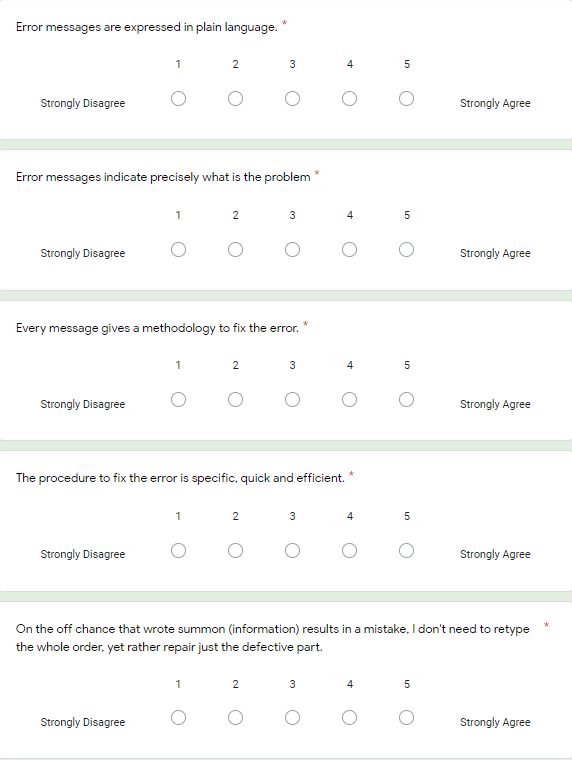 Error messages are expressed in plain language. *
1 2 3 4 5
Strongly Disagree Strongly Agree
Error messages indicate precisely what is the problem *
1 2 3 4 5
Strongly Disagree Strongly Agree
Every message gives a methodology to fix the error. *
1 2 3 4 5
Strongly Disagree Strongly Agree
The procedure to fix the error is specific, quick and efficient. *
1 2 3 4 5
Strongly Disagree Strongly Agree
On the off chance that wrote summon (information) results in a mistake, I don't need to retype *
the whole order, yet rather repair just the defective part.
1 2 3 4 5
Strongly Disagree Strongly Agree